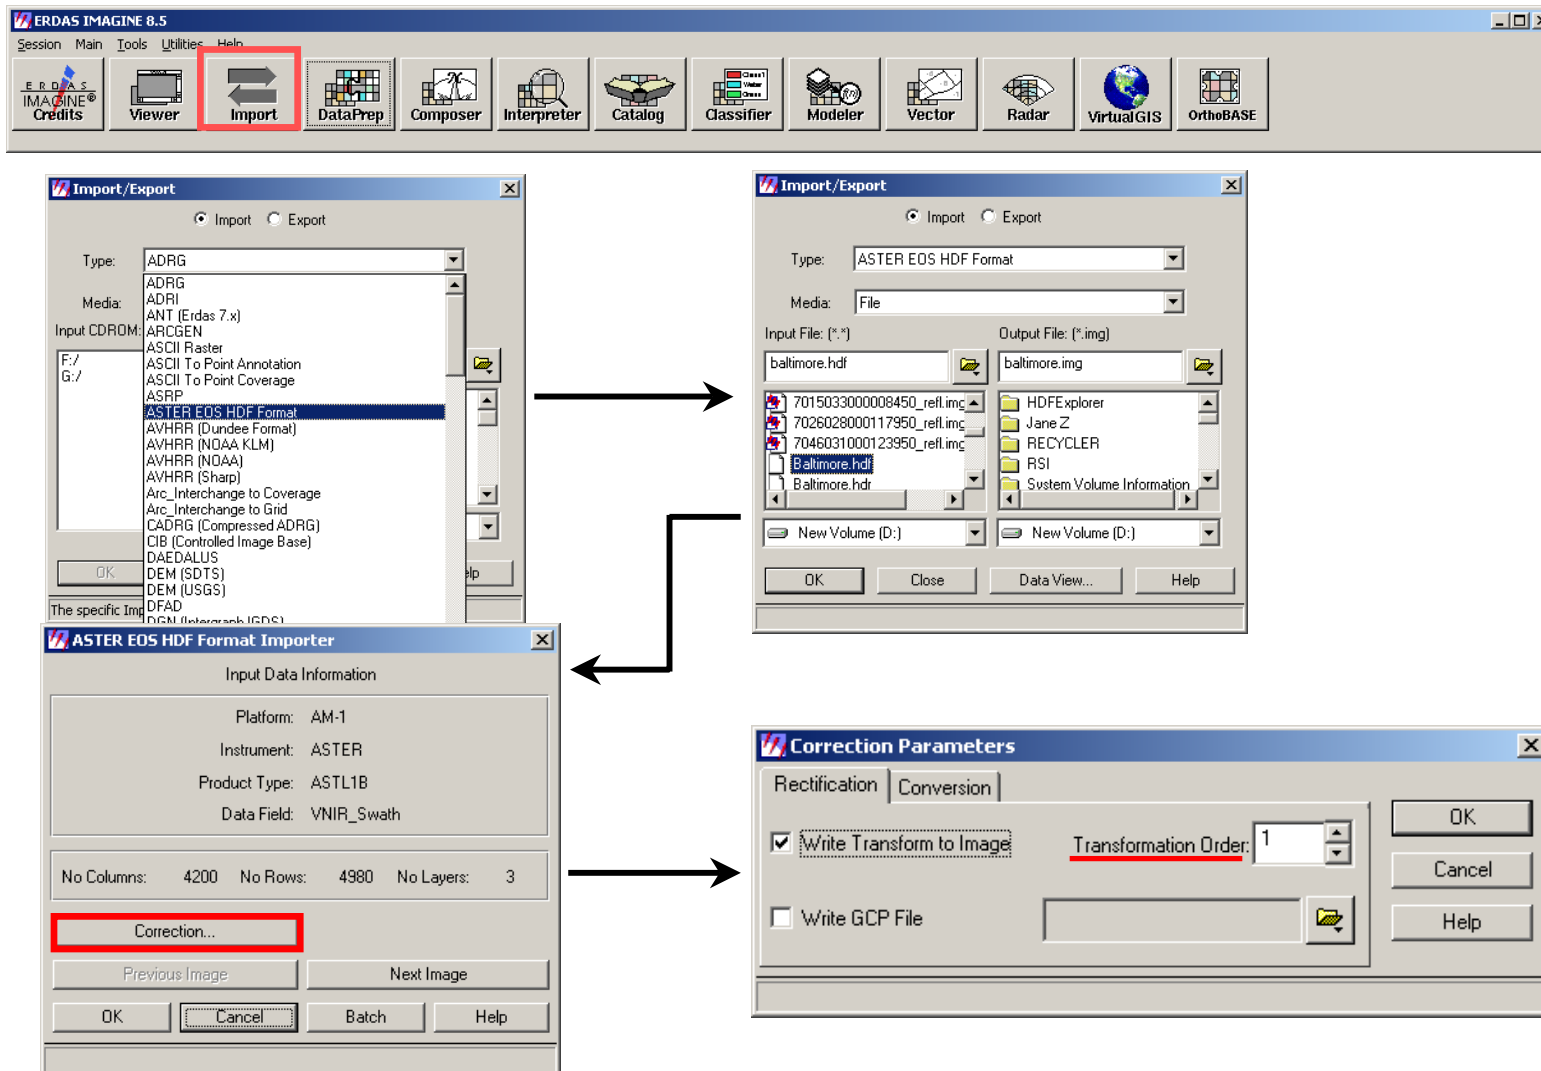 ERDAS IMAGINE 8.5
Session Main Tools Utilities Help
ERDAS
IMAGINE®
Credits
Viewer
Import
DataPrep
Composer
Interpreter
Catalog
Classifier
Modeler
Vector
Radar
VirtualGIS
OrthoBASE
Import/Export
Import Export
Type: ADRG
Media:
Input CDROM:
F:/
G:/
ADRG
ADRI
ANT (Erdas 7.x)
ARCGEN
ASCII Raster
ASCII To Point Annotation
ASCII To Point Coverage
ASRP
ASTER EOS HDF Format
AVHRR (Dundee Format)
AVHRR (NOAA KLM)
AVHRR (NOAA)
AVHRR (Sharp)
Arc_Interchange to Coverage
Arc_Interchange to Grid
CADRG (Compressed ADRG)
CIB (Controlled Image Base)
DAEDALUS
DEM (SDTS)
DEM (USGS)
DFAD
DGN (Intergraph IGDS)
OK
elp
The specific Imp
Import/Export
Import Export
Type: ASTER EOS HDF Format
Media: File
Input File: (*.*) Output File: (*.img)
baltimore.hdf baltimore.img
7015033000008450_refl.img
7026028000117950_refl.img
7046031000123950_refl.img
Baltimore.hdf
Baltimore.hdr
HDFExplorer
Jane Z
RECYCLER
RSI
System Volume Information
New Volume (D:) New Volume (D:)
OK Close Data View... Help
ASTER EOS HDF Format Importer
Input Data Information
Platform: AM-1
Instrument: ASTER
Product Type: ASTL1B
Data Field: VNIR_Swath
No Columns: 4200 No Rows: 4980 No Layers: 3
Correction...
Previous Image Next Image
OK Cancel Batch Help
Correction Parameters
Rectification Conversion
Write Transform to Image Transformation Order: 1
Write GCP File
OK
Cancel
Help